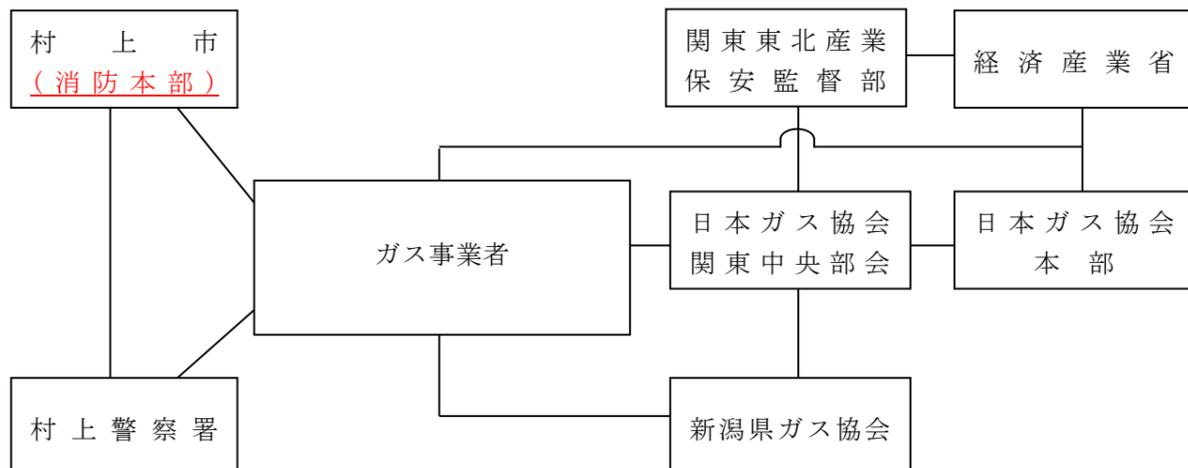 村上市
(消防本部)
関東東北産業
保安監督部
経済産業省
ガス事業者
日本ガス協会
関東中央部会
日本ガス協会
本部
村上警察署
新潟県ガス協会